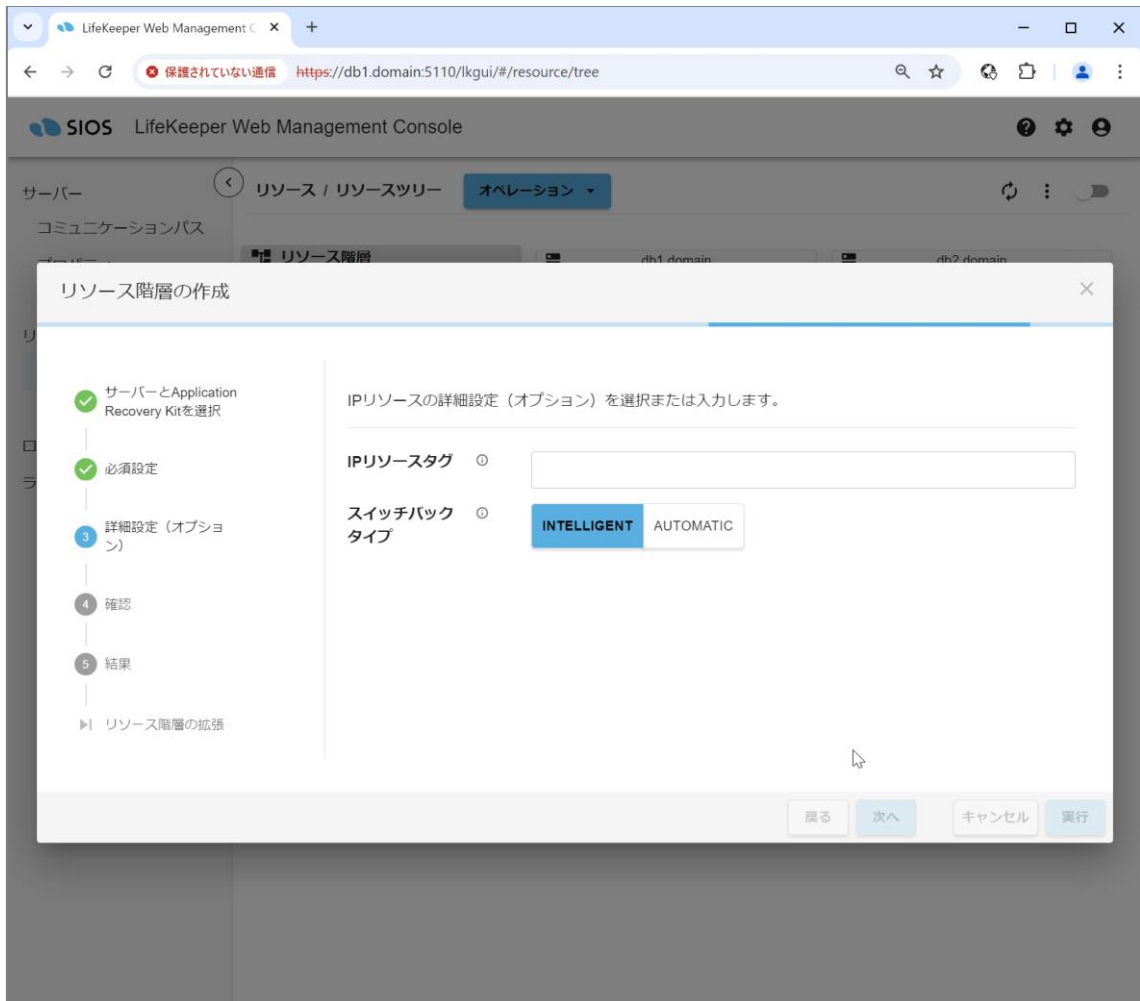 LifeKeeper Web Management C
保護されていない通信 https://db1.domain:5110/lkgui/#/resource/tree
SIOS LifeKeeper Web Management Console
サーバー
コミュニケーションパス
リソース / リソースツリー オペレーション
リソース階層 db1.domain db2.domain
リソース階層の作成
サーバーとApplication
Recovery Kitを選択
必須設定
3 詳細設定（オプショ
ン）
4 確認
5 結果
リソース階層の拡張
IPリソースの詳細設定（オプション）を選択または入力します。
IPリソースタグ
スイッチバック
タイプ
INTELLIGENT AUTOMATIC
戻る 次へ キャンセル 実行